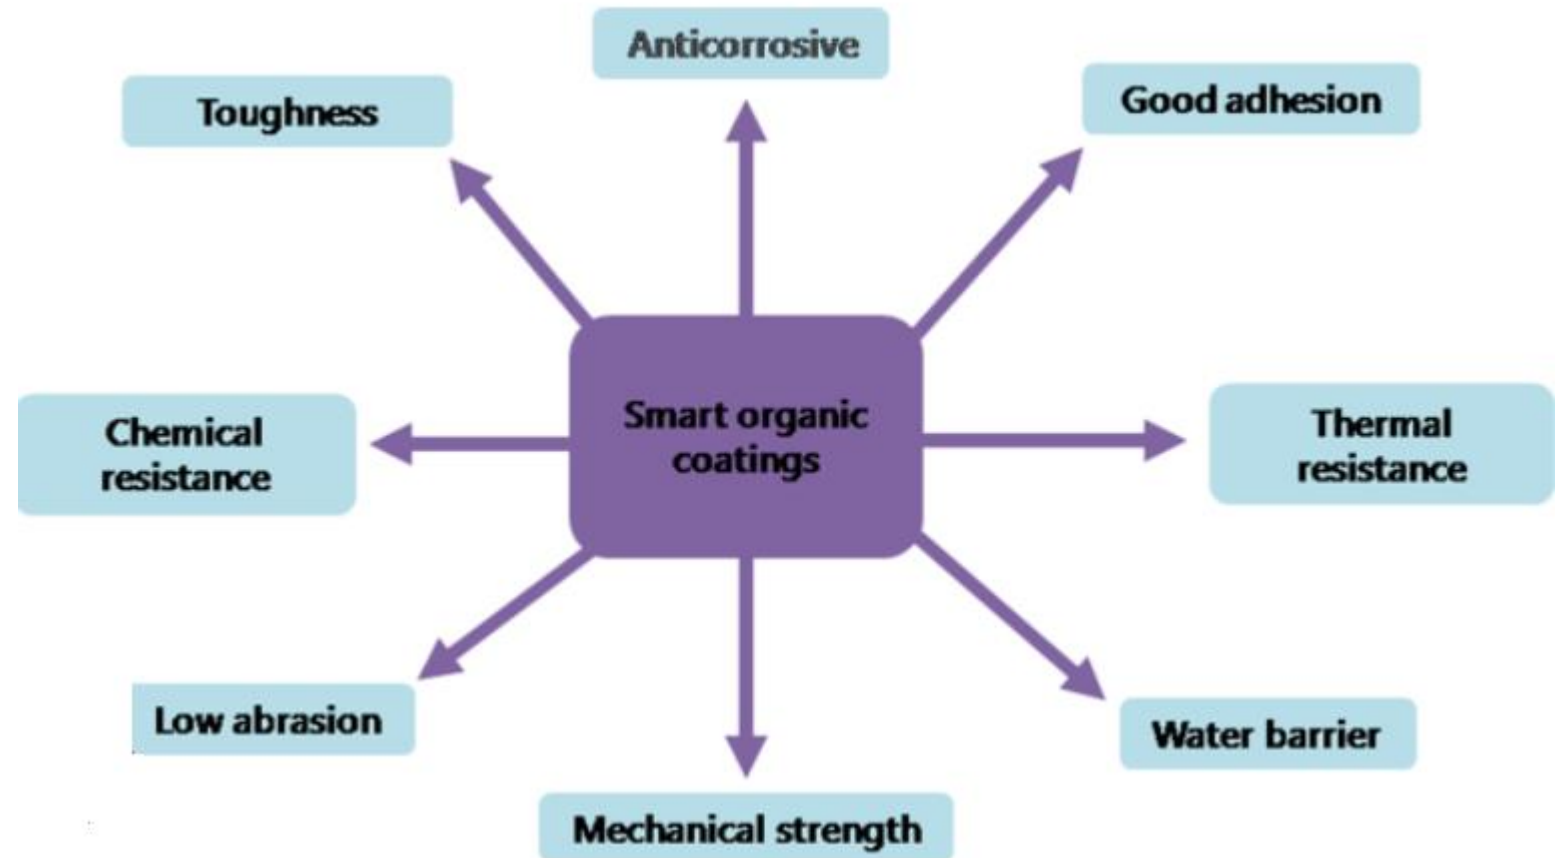 Anticorrosive
Toughness
Good adhesion
Chemical
resistance
Smart organic
coatings
Thermal
resistance
Low abrasion
Water barrier
Mechanical strength